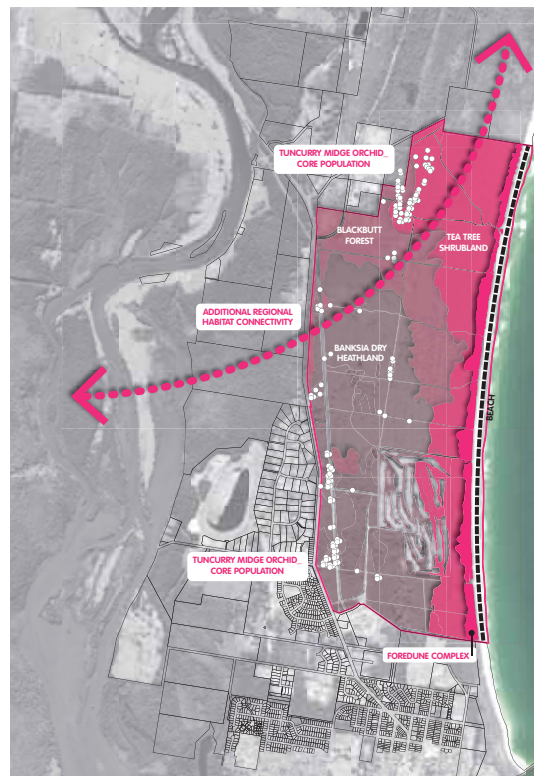 TUNCURRY MIDGE ORCHID_
CORE POPULATION
BLACKBUTT
FOREST
TEA TREE
SHRUBLAND
ADDITIONAL REGIONAL
HABITAT CONNECTIVITY
BANKSIA DRY
HEATHLAND
BEACH
TUNCURRY MIDGE ORCHID_
CORE POPULATION
FOREDUNE COMPLEX